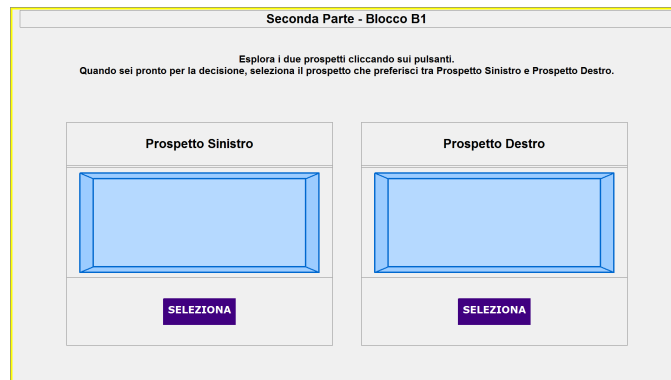 Seconda Parte - Blocco B1
Esplora i due prospetti cliccando sui pulsanti.
Quando sei pronto per la decisione, seleziona il prospetto che preferisci tra Prospetto Sinistro e Prospetto Destro.
Prospetto Sinistro
Prospetto Destro
SELEZIONA
SELEZIONA